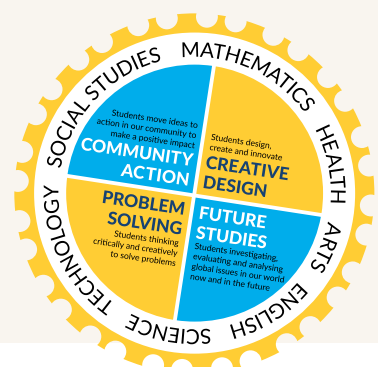 SOCIAL STUDIES
MATHEMATICS
HEALTH
ARTS
ENGLISH
SCIENCE
TECHNOLOGY
Students move ideas to
action in our community to
make a positive impact
COMMUNITY
ACTION
Students design,
create and innovate
CREATIVE
DESIGN
PROBLEM
SOLVING
Students thinking
critically and creatively
to solve problems
FUTURE
STUDIES
Students investigating,
evaluating and analysing
global issues in our world
now and in the future